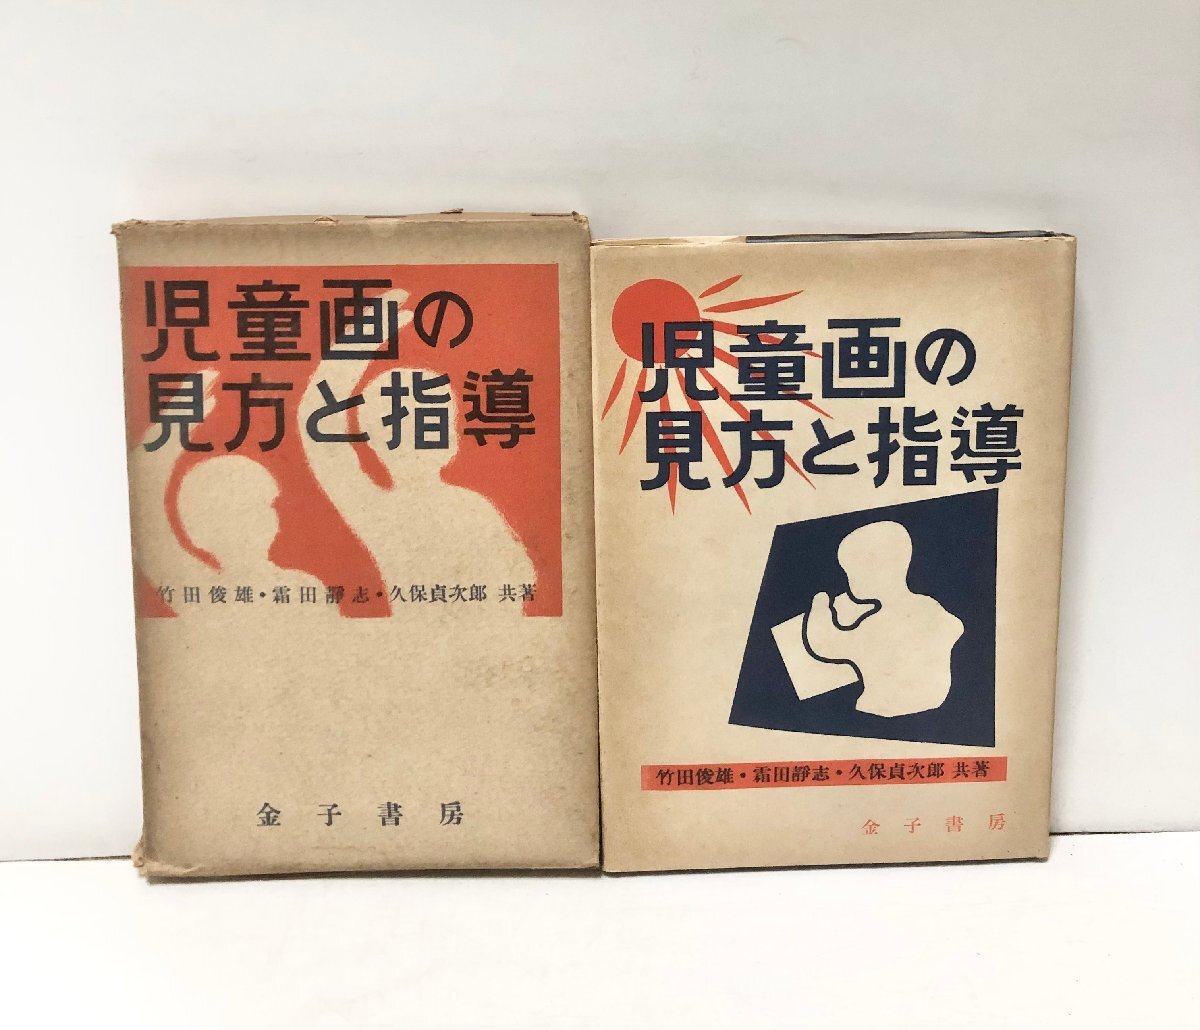 児童画の
見方と指導
竹田俊雄・霜田靜志・久保貞次郎 共著
金子書房
児童画の
見方と指導
竹田俊雄・霜田靜志・久保貞次郎 共著
金子書房